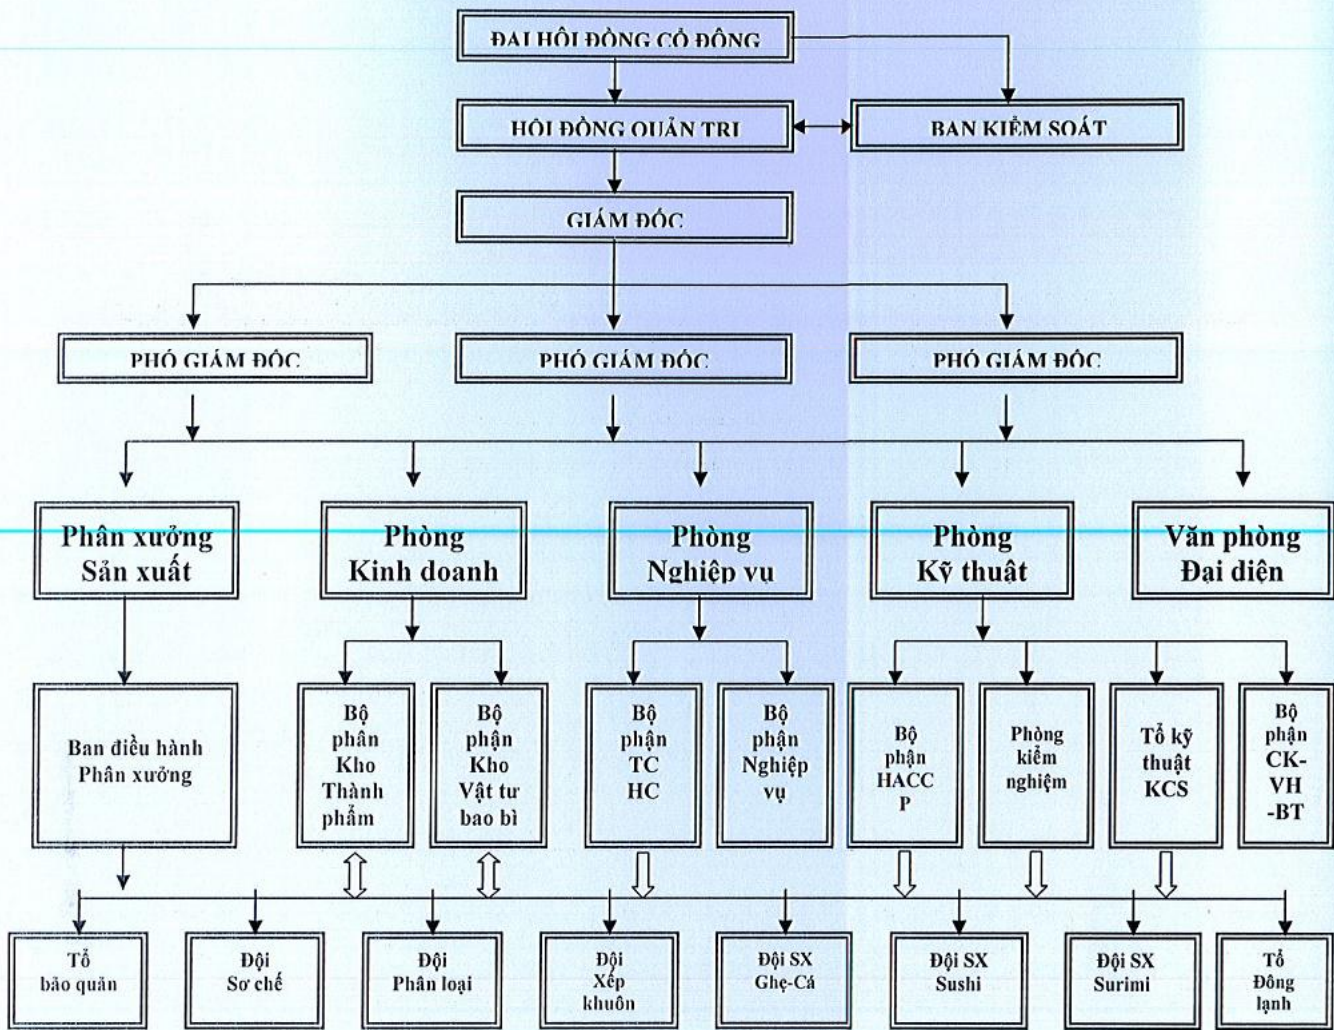 ĐẠI HỘI ĐỒNG CỔ ĐÔNG
HỘI ĐỒNG QUẢN TRỊ
BAN KIỂM SOÁT
GIÁM ĐỐC
PHÓ GIÁM ĐỐC
PHÓ GIÁM ĐỐC
PHÓ GIÁM ĐỐC
Phân xưởng
Sản xuất
Phòng
Kinh doanh
Phòng
Nghiệp vụ
Phòng
Kỹ thuật
Văn phòng
Đại diện
Ban điều hành
Phân xưởng
Bộ
phân
Kho
Thành
phẩm
Bộ
phận
Kho
Vật tư
bao bì
Bộ
phận
TC
HC
Bộ
phận
Nghiệp
vụ
Bộ
phận
HACC
P
Phòng
kiểm
nghiệm
Tổ kỹ
thuật
KCS
Bộ
phận
CK-
VH
-BT
Tổ
bảo quản
Đội
Sơ chế
Đội
Phân loại
Đội
Xếp
khuôn
Đội SX
Ghẹ-Cá
Đội SX
Sushi
Đội SX
Surimi
Tổ
Đông
lạnh